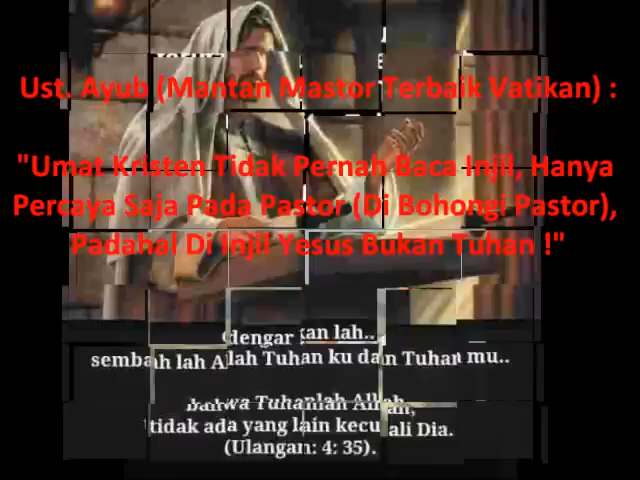 Ust. Ayub (Mantan Mastor Terbaik Vatikan) :
"Umat Kristen Tidak Pernah Baca Injil, Hanya
Percaya Saja Pada Pastor (Di Bohongi Pastor),
Padahal Di Injil Yesus Bukan Tuhan !"
dengar kan lah..
sembah lah Allah Tuhan ku dan Tuhan mu..
bahwa Tuhanlah Allah,
tidak ada yang lain kecuali Dia.
(Ulangan: 4: 35).